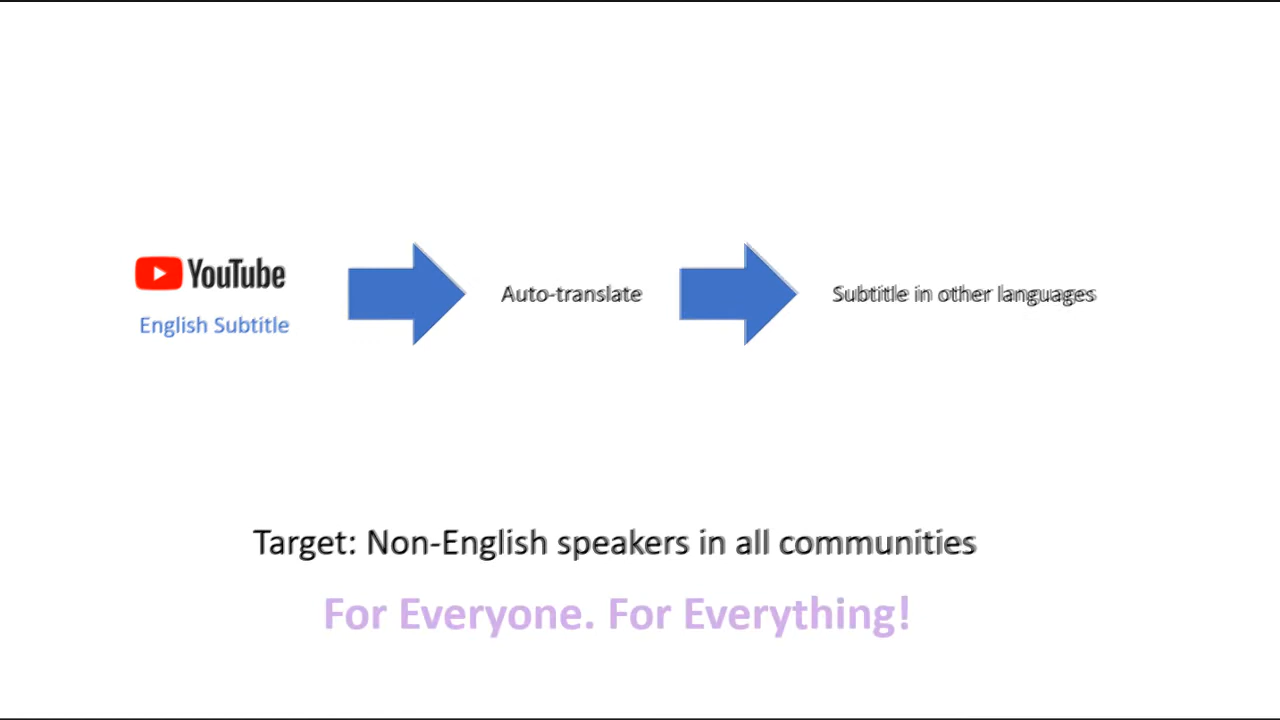 YouTube
English Subtitle
Auto-translate
Subtitle in other languages
Target: Non-English speakers in all communities
For Everyone. For Everything!